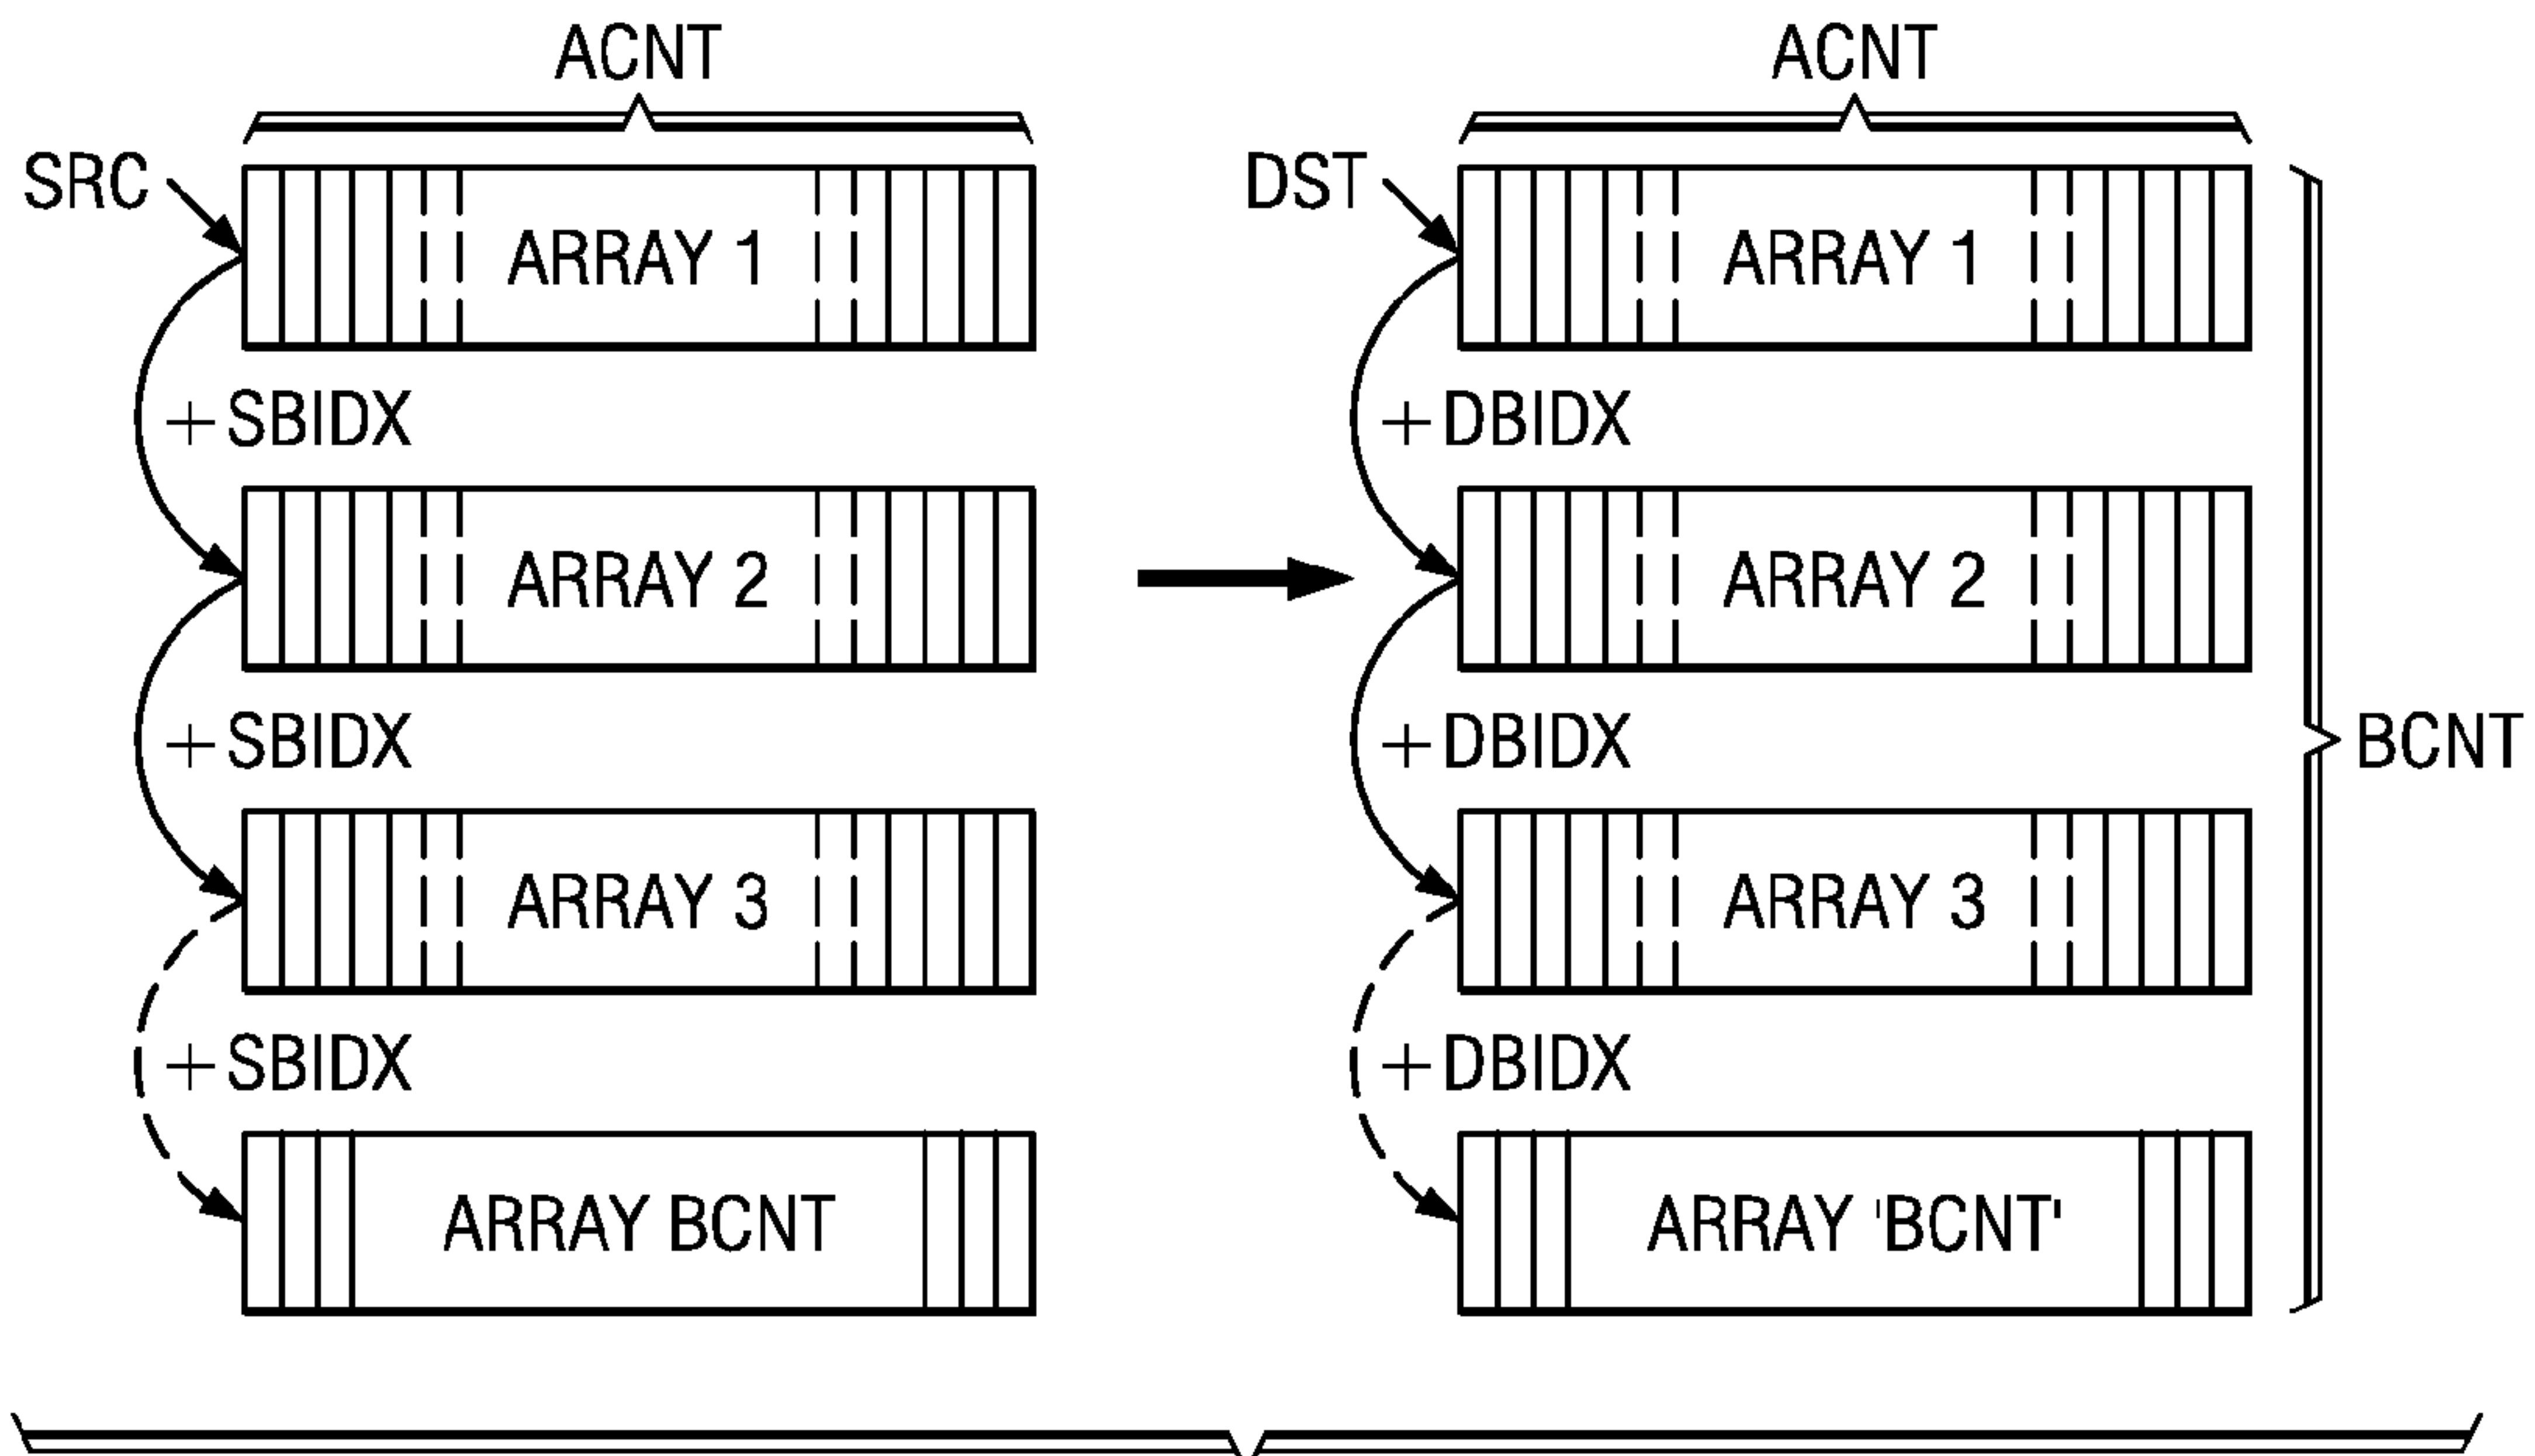 ACNT ACNT
SRC DST
ARRAY 1 ARRAY 1
+SBIDX +DBIDX
ARRAY 2 ARRAY 2
+SBIDX +DBIDX BCNT
ARRAY 3 ARRAY 3
+SBIDX +DBIDX
ARRAY BCNT ARRAY 'BCNT'